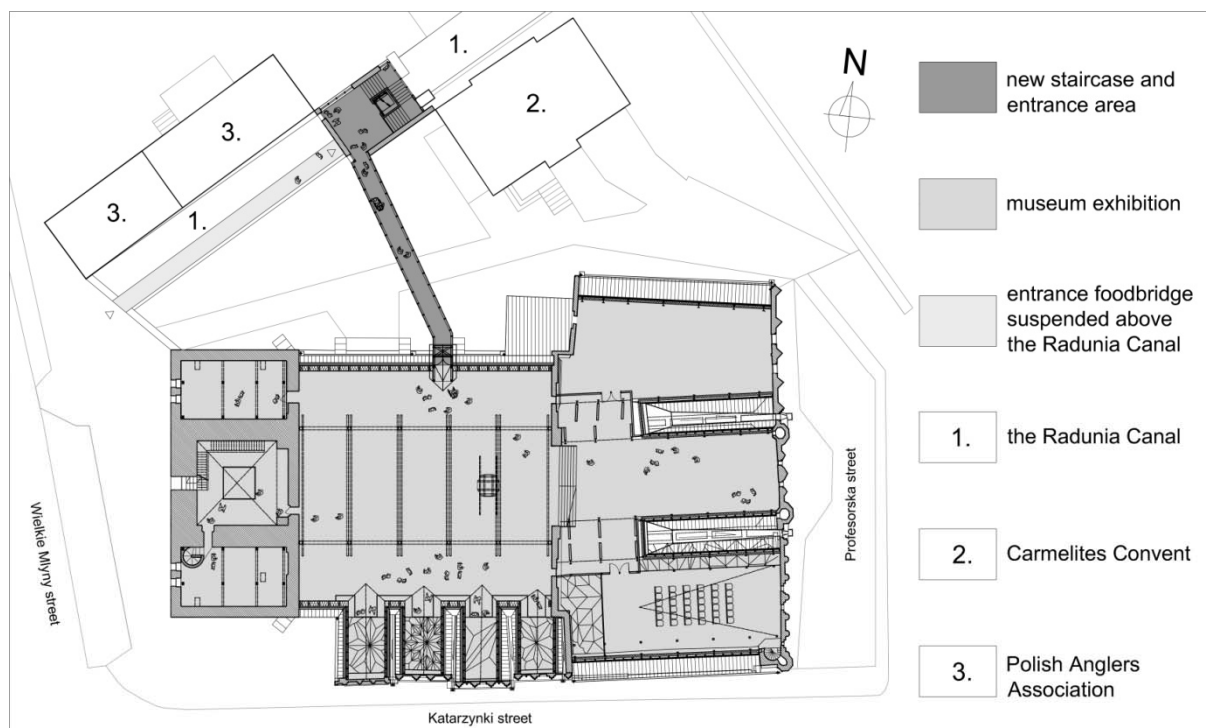 1.
2.
3.
3.
1.
N
new staircase and
entrance area
museum exhibition
entrance foodbridge
suspended above
the Radunia Canal
1.
the Radunia Canal
2.
Carmelites Convent
3.
Polish Anglers
Association
Wielkie Młyny street
Profesorska street
Katarzynki street